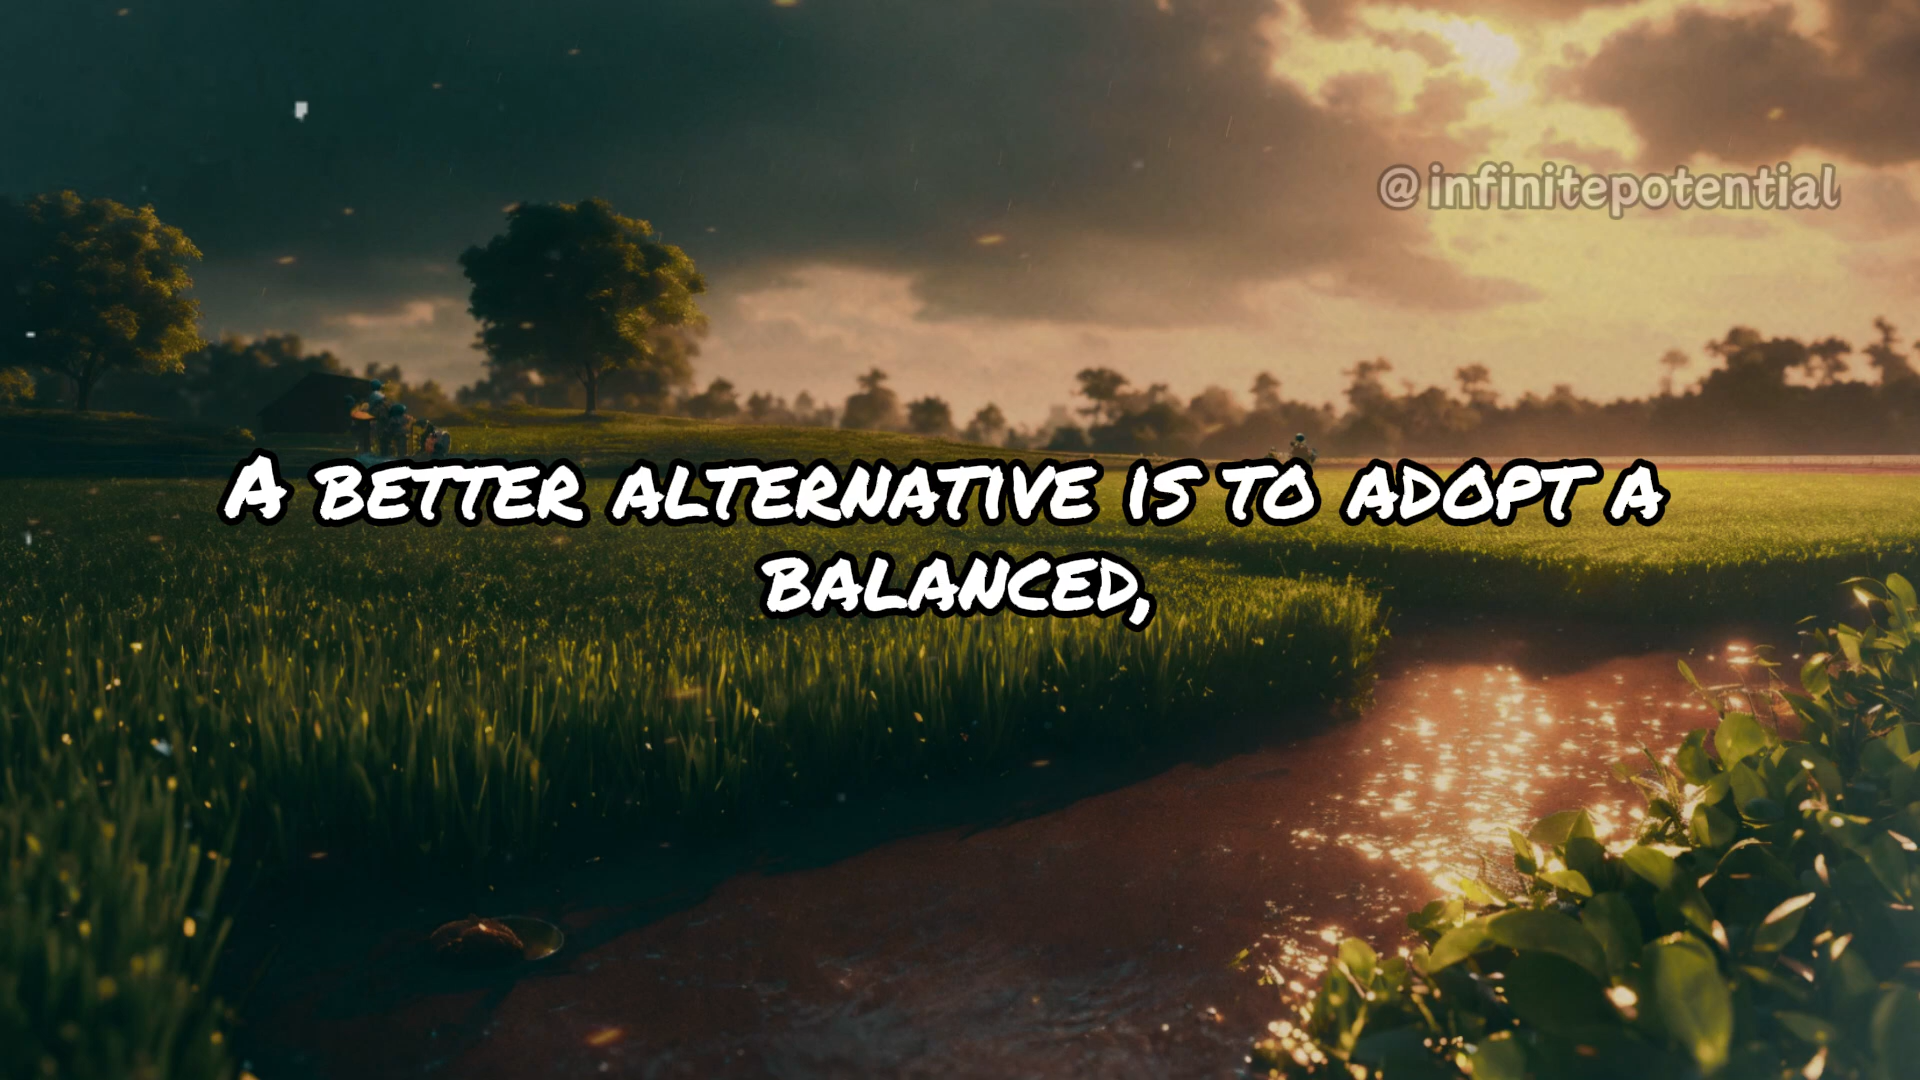 @infinitepotential
A BETTER ALTERNATIVE IS TO ADOPT A
BALANCED,